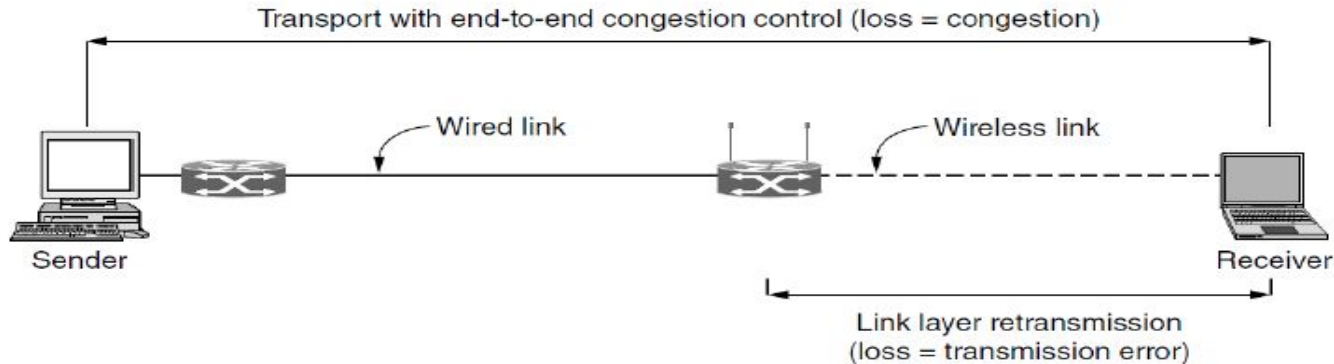 Transport with end-to-end congestion control (loss = congestion)
Wired link
Wireless link
Sender
Receiver
Link layer retransmission
(loss = transmission error)